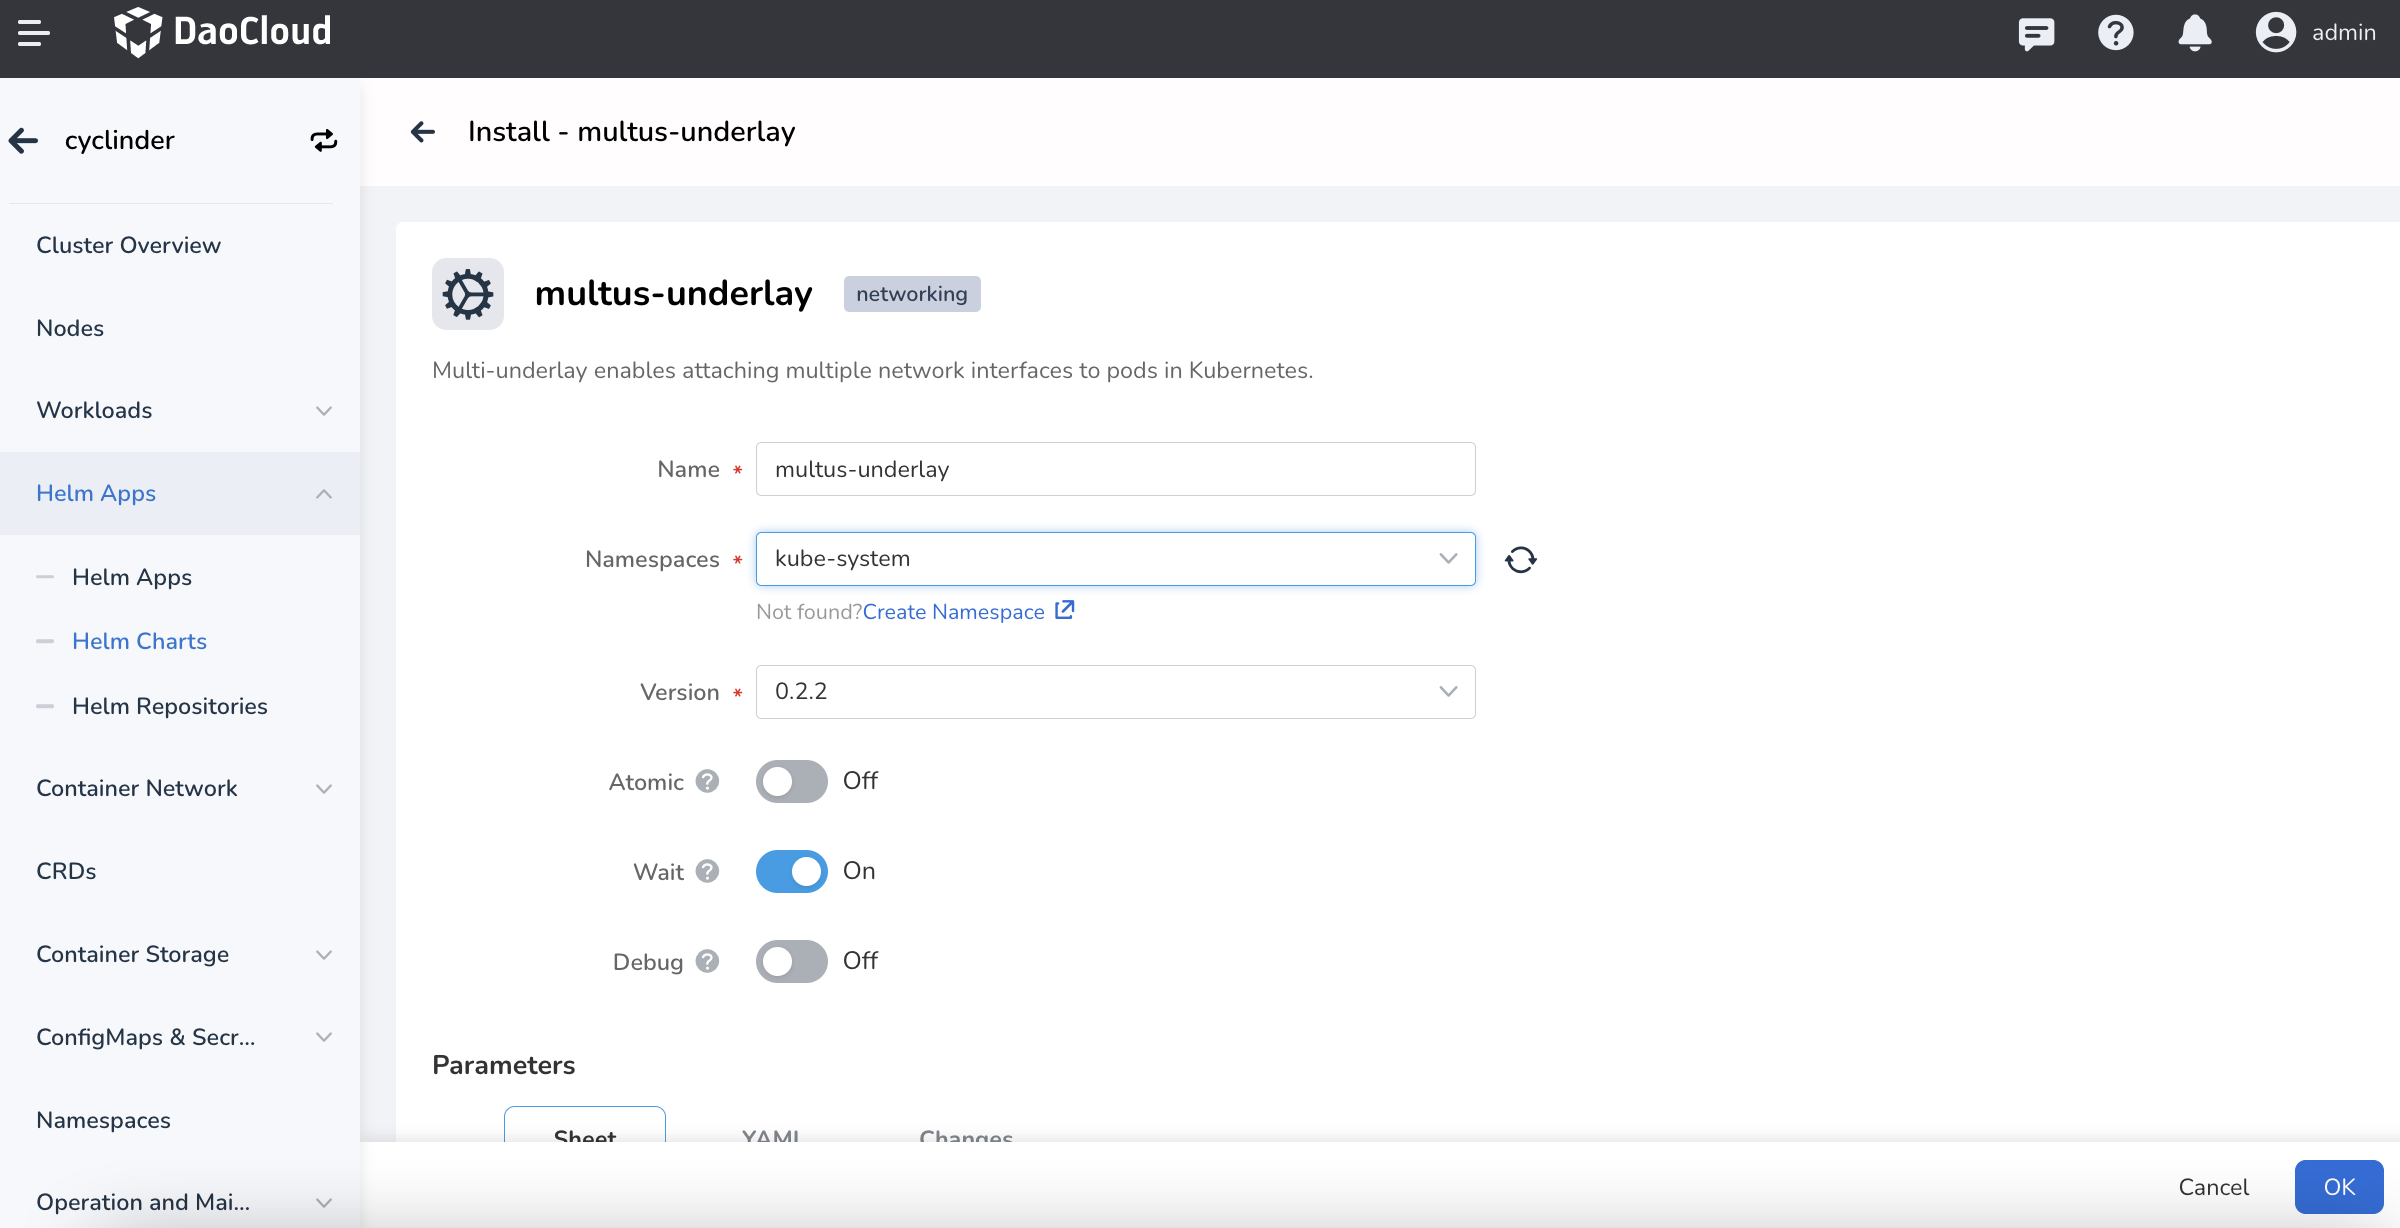 DaoCloud
admin
cyclinder
Install - multus-underlay
Cluster Overview
Nodes
Workloads
Helm Apps
Helm Apps
Helm Charts
Helm Repositories
Container Network
CRDs
Container Storage
ConfigMaps & Secr...
Namespaces
Operation and Mai...
multus-underlay
networking
Multi-underlay enables attaching multiple network interfaces to pods in Kubernetes.
Name * multus-underlay
Namespaces * kube-system
Not found?Create Namespace
Version * 0.2.2
Atomic ? Off
Wait ? On
Debug ? Off
Parameters
Sheet YAML Changes
Cancel OK